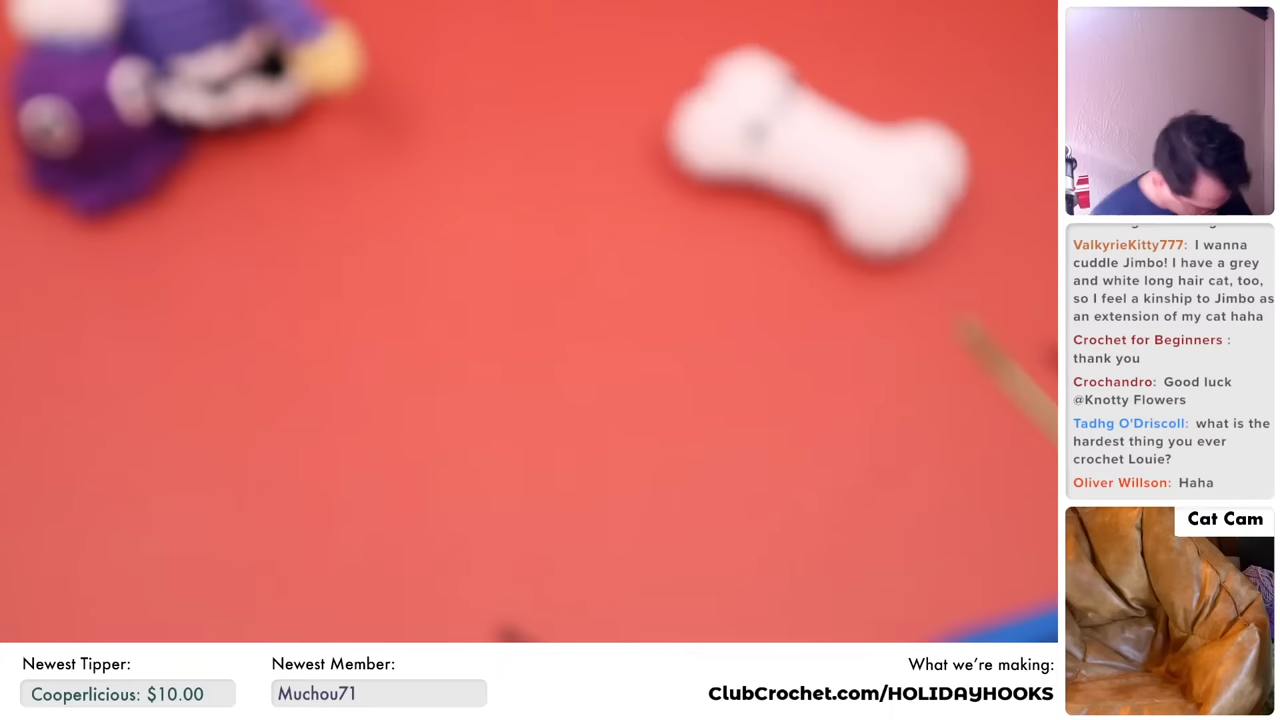 ValkyrieKitty777: I wanna
cuddle Jimbo! I have a grey
and white long hair cat, too,
so I feel a kinship to Jimbo as
an extension of my cat haha
Crochet for Beginners :
thank you
Crochandro: Good luck
@Knotty Flowers
Tadhg O'Driscoll: what is the
hardest thing you ever
crochet Louie?
Oliver Willson: Haha
Cat Cam
Newest Tipper:
Cooperlicious: $10.00
Newest Member:
Muchou71
What we're making:
ClubCrochet.com/HOLIDAYHOOKS